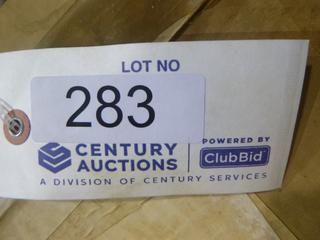 LOT NO
283
CENTURY
AUCTIONS
POWERED BY
ClubBid
A DIVISION OF CENTURY SERVICES